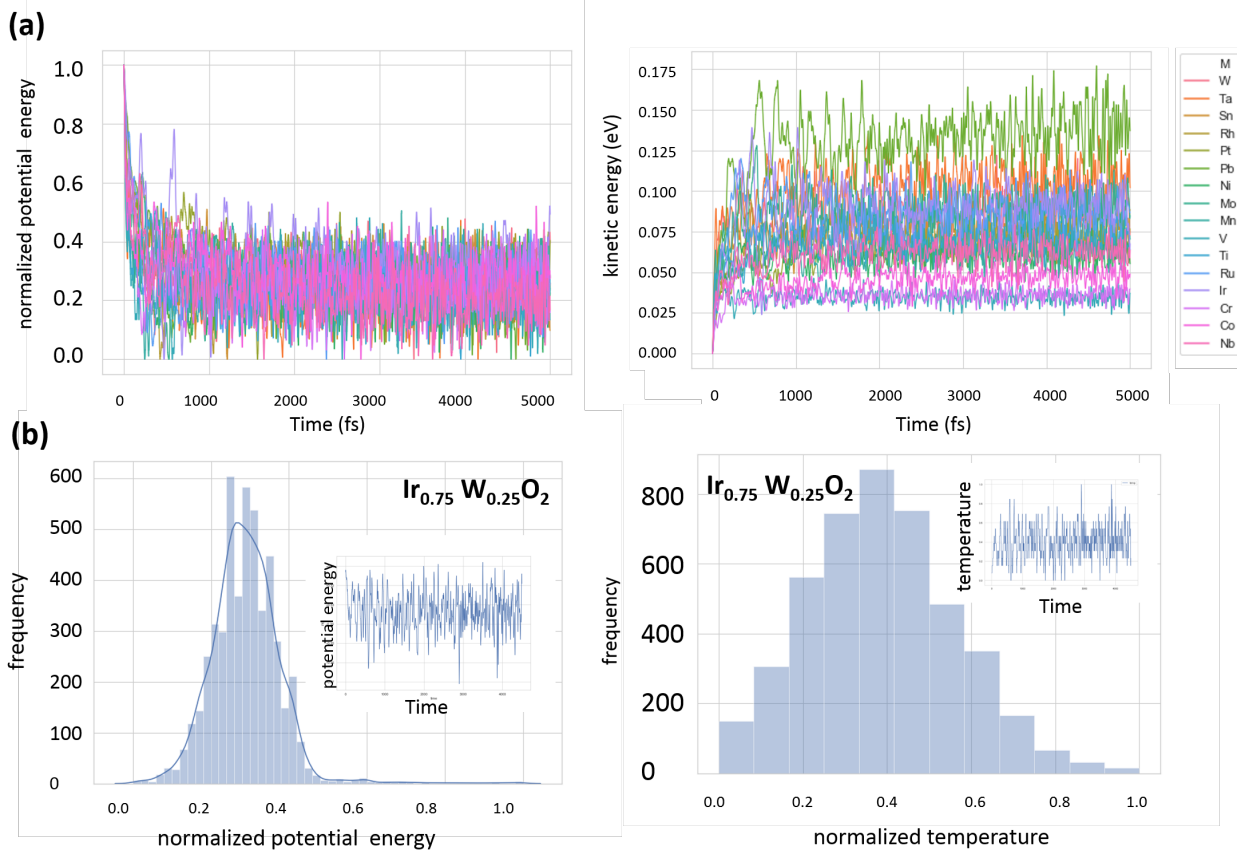 (a)
normalized potential energy
1.0
0.8
0.6
0.4
0.2
0.0
0 1000 2000 3000 4000 5000
Time (fs)
kinetic energy (eV)
0.175
0.150
0.125
0.100
0.075
0.050
0.025
0.000
0 1000 2000 3000 4000 5000
Time (fs)
M
W
Ta
Sn
Rh
Pt
Pb
Ni
Mo
Mn
V
Ti
Ru
Ir
Cr
Co
Nb
(b)
frequency
600
500
400
300
200
100
0
Ir0.75 W0.25O2
potential energy
Time
0.0 0.2 0.4 0.6 0.8 1.0
normalized potential energy
frequency
800
600
400
200
0
Ir0.75 W0.25O2
temperature
Time
0.0 0.2 0.4 0.6 0.8 1.0
normalized temperature